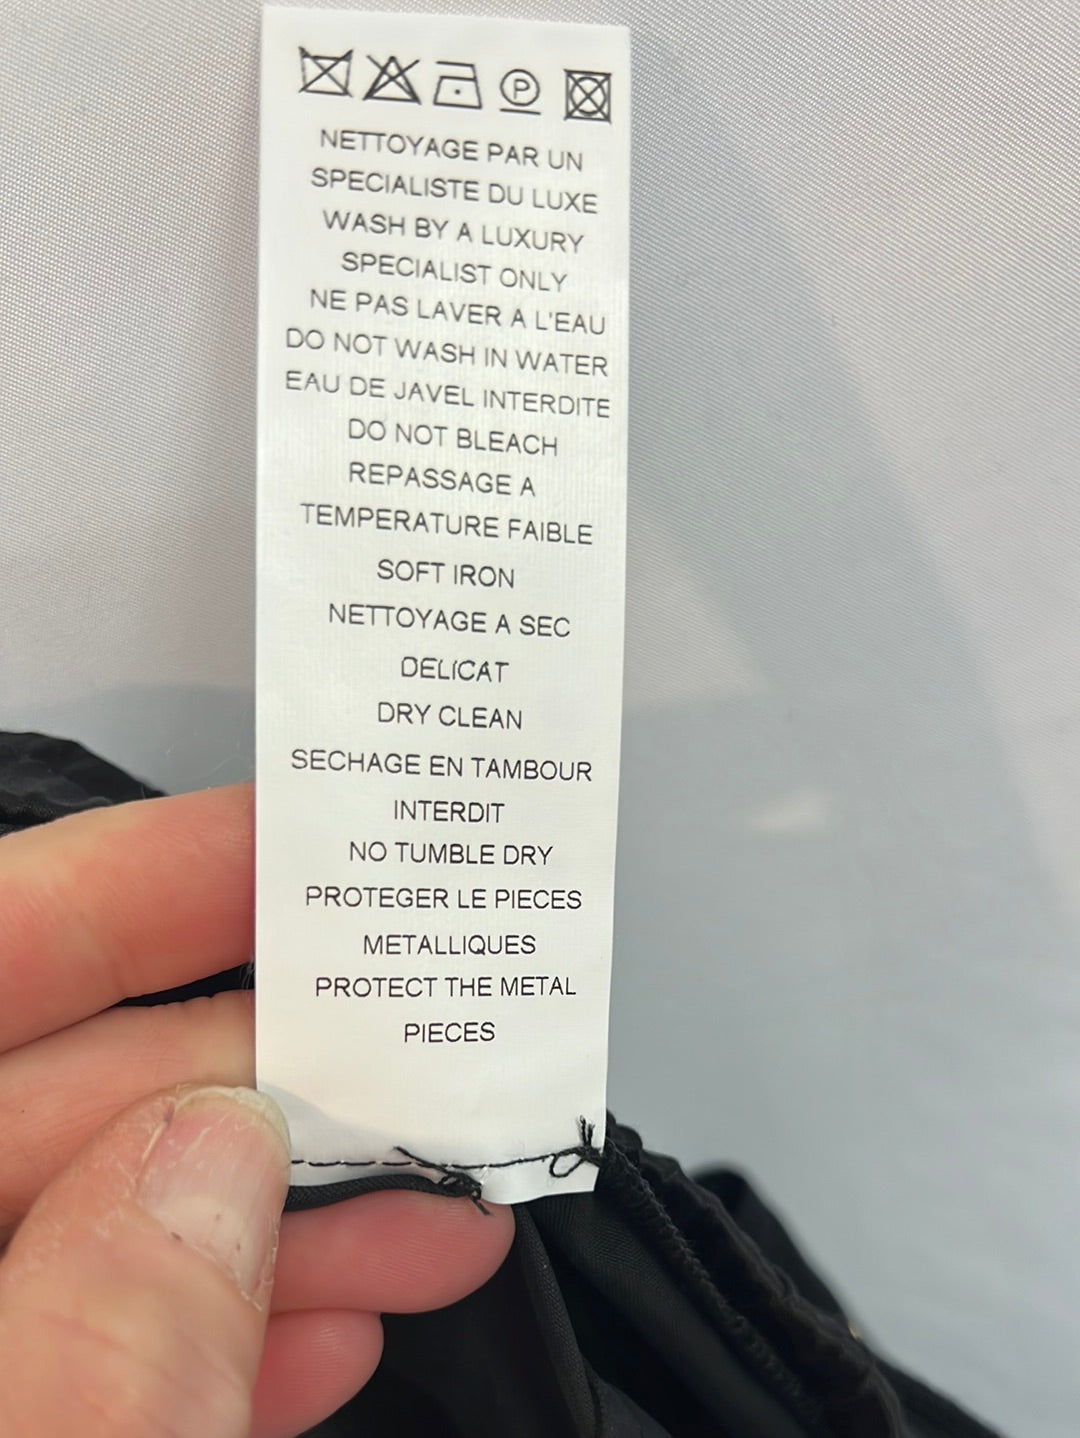 P
NETTOYAGE PAR UN
SPECIALISTE DU LUXE
WASH BY A LUXURY
SPECIALIST ONLY
NE PAS LAVER A L'EAU
DO NOT WASH IN WATER
EAU DE JAVEL INTERDITE
DO NOT BLEACH
REPASSAGE A
TEMPERATURE FAIBLE
SOFT IRON
NETTOYAGE A SEC
DELICAT
DRY CLEAN
SECHAGE EN TAMBOUR
INTERDIT
NO TUMBLE DRY
PROTEGER LE PIECES
METALLIQUES
PROTECT THE METAL
PIECES